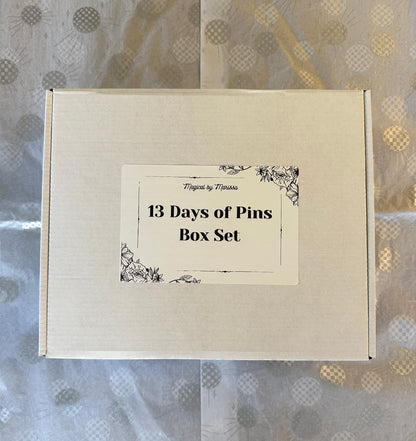 Magical by Marissa
13 Days of Pins
Box Set